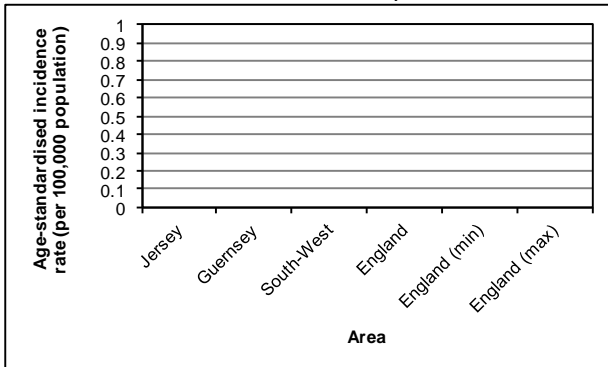 Age-standardised incidence
rate (per 100,000 population)
1
0.9
0.8
0.7
0.6
0.5
0.4
0.3
0.2
0.1
0
Jersey
Guernsey
South-West
England
England (min)
England (max)
Area